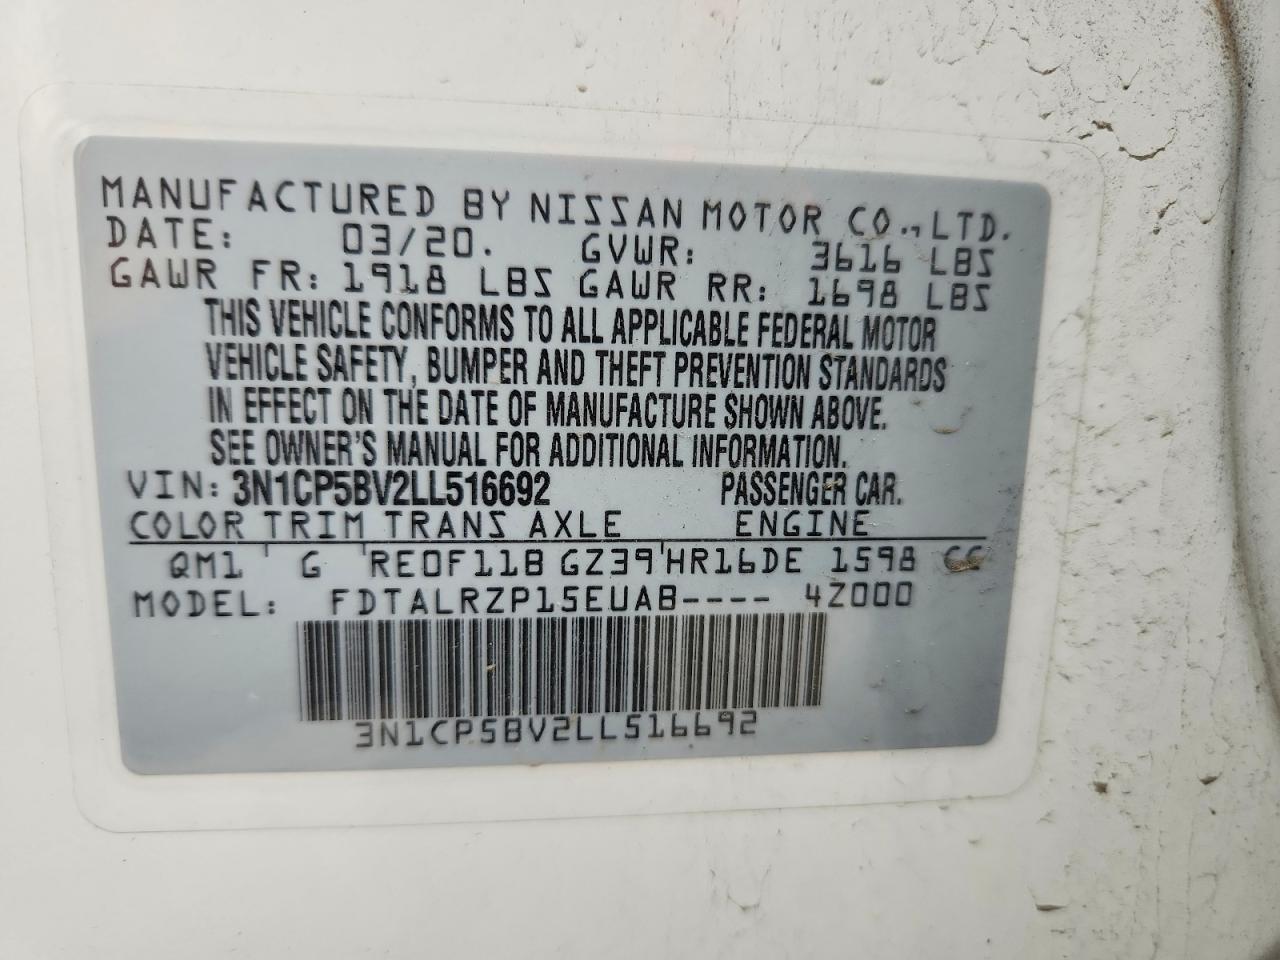 MANUFACTURED BY NISSAN MOTOR CO.,LTD.
DATE: 03/20. GVWR: 3616 LBS
GAWR FR: 1918 LBS GAWR RR: 1698 LBS
THIS VEHICLE CONFORMS TO ALL APPLICABLE FEDERAL MOTOR
VEHICLE SAFETY, BUMPER AND THEFT PREVENTION STANDARDS
IN EFFECT ON THE DATE OF MANUFACTURE SHOWN ABOVE.
SEE OWNER'S MANUAL FOR ADDITIONAL INFORMATION.
VIN: 3N1CP5BV2LL516692 PASSENGER CAR.
COLOR TRIM TRANS AXLE ENGINE
QM1 ' G ' RE0F11B GZ39'HR16DE 1598 CC
MODEL: FDTALRZP15EUAB---- 4Z000
3N1CP5BV2LL516692